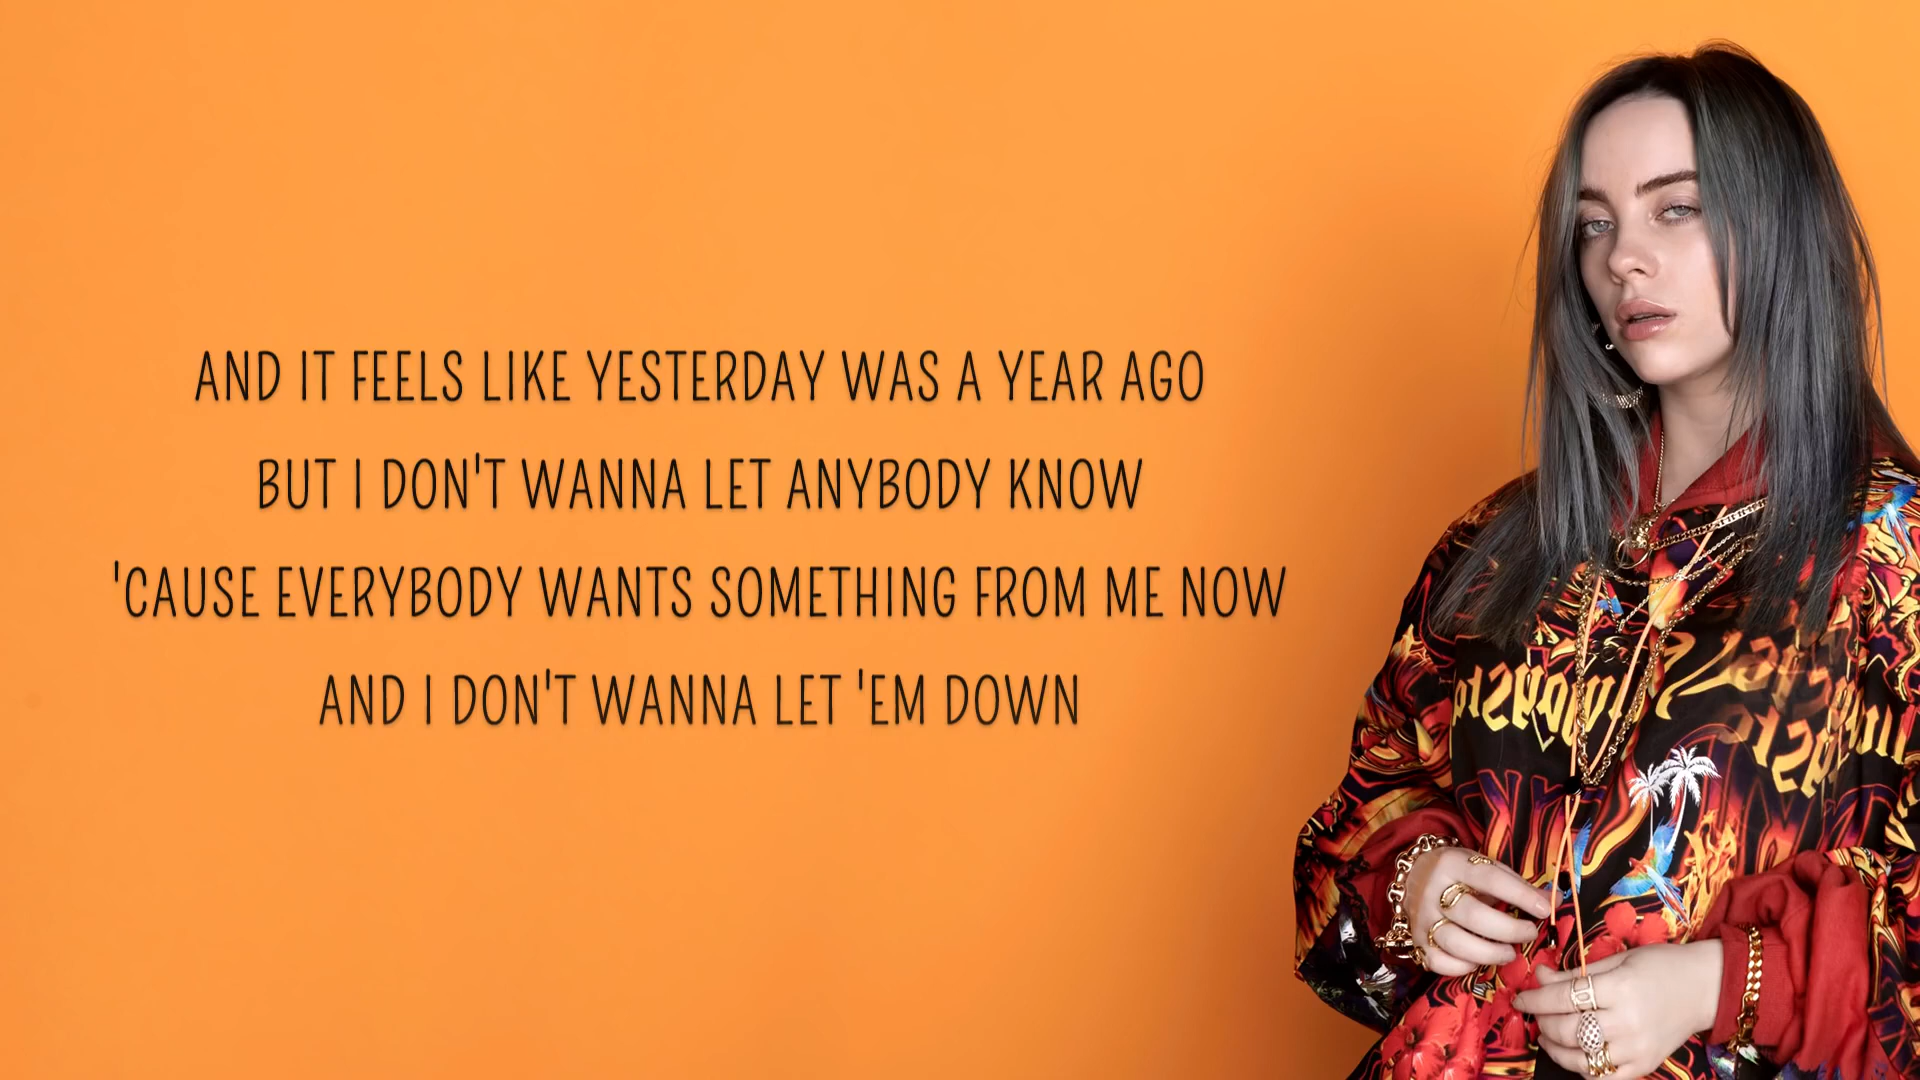 AND IT FEELS LIKE YESTERDAY WAS A YEAR AGO
BUT I DON'T WANNA LET ANYBODY KNOW
'CAUSE EVERYBODY WANTS SOMETHING FROM ME NOW
AND I DON'T WANNA LET 'EM DOWN